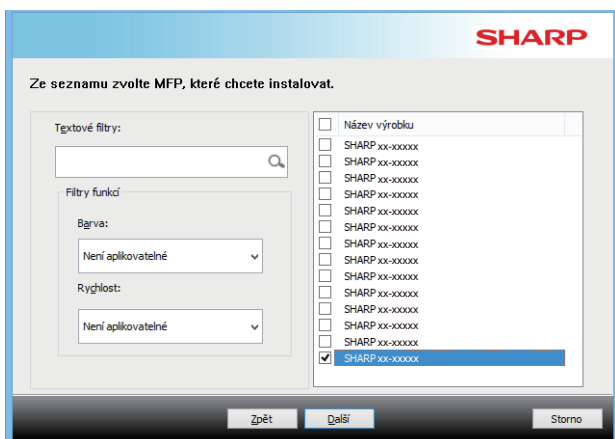 SHARP
Ze seznamu zvolte MFP, které chcete instalovat.
Textové filtry:
Filtry funkcí
Barva:
Není aplikovatelné
Rychlost:
Není aplikovatelné
Název výrobku
SHARP xx-xxxxx
SHARP xx-xxxxx
SHARP xx-xxxxx
SHARP xx-xxxxx
SHARP xx-xxxxx
SHARP xx-xxxxx
SHARP xx-xxxxx
SHARP xx-xxxxx
SHARP xx-xxxxx
SHARP xx-xxxxx
SHARP xx-xxxxx
SHARP xx-xxxxx
SHARP xx-xxxxx
SHARP xx-xxxxx
Zpět Další Storno